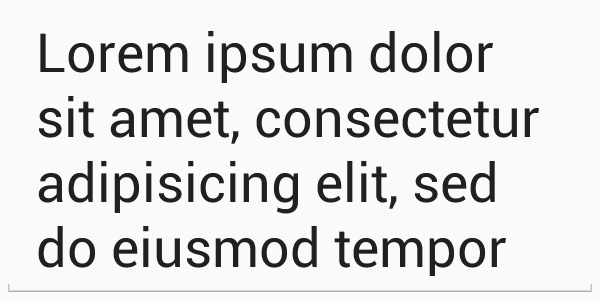 Lorem ipsum dolor
sit amet, consectetur
adipisicing elit, sed
do eiusmod tempor